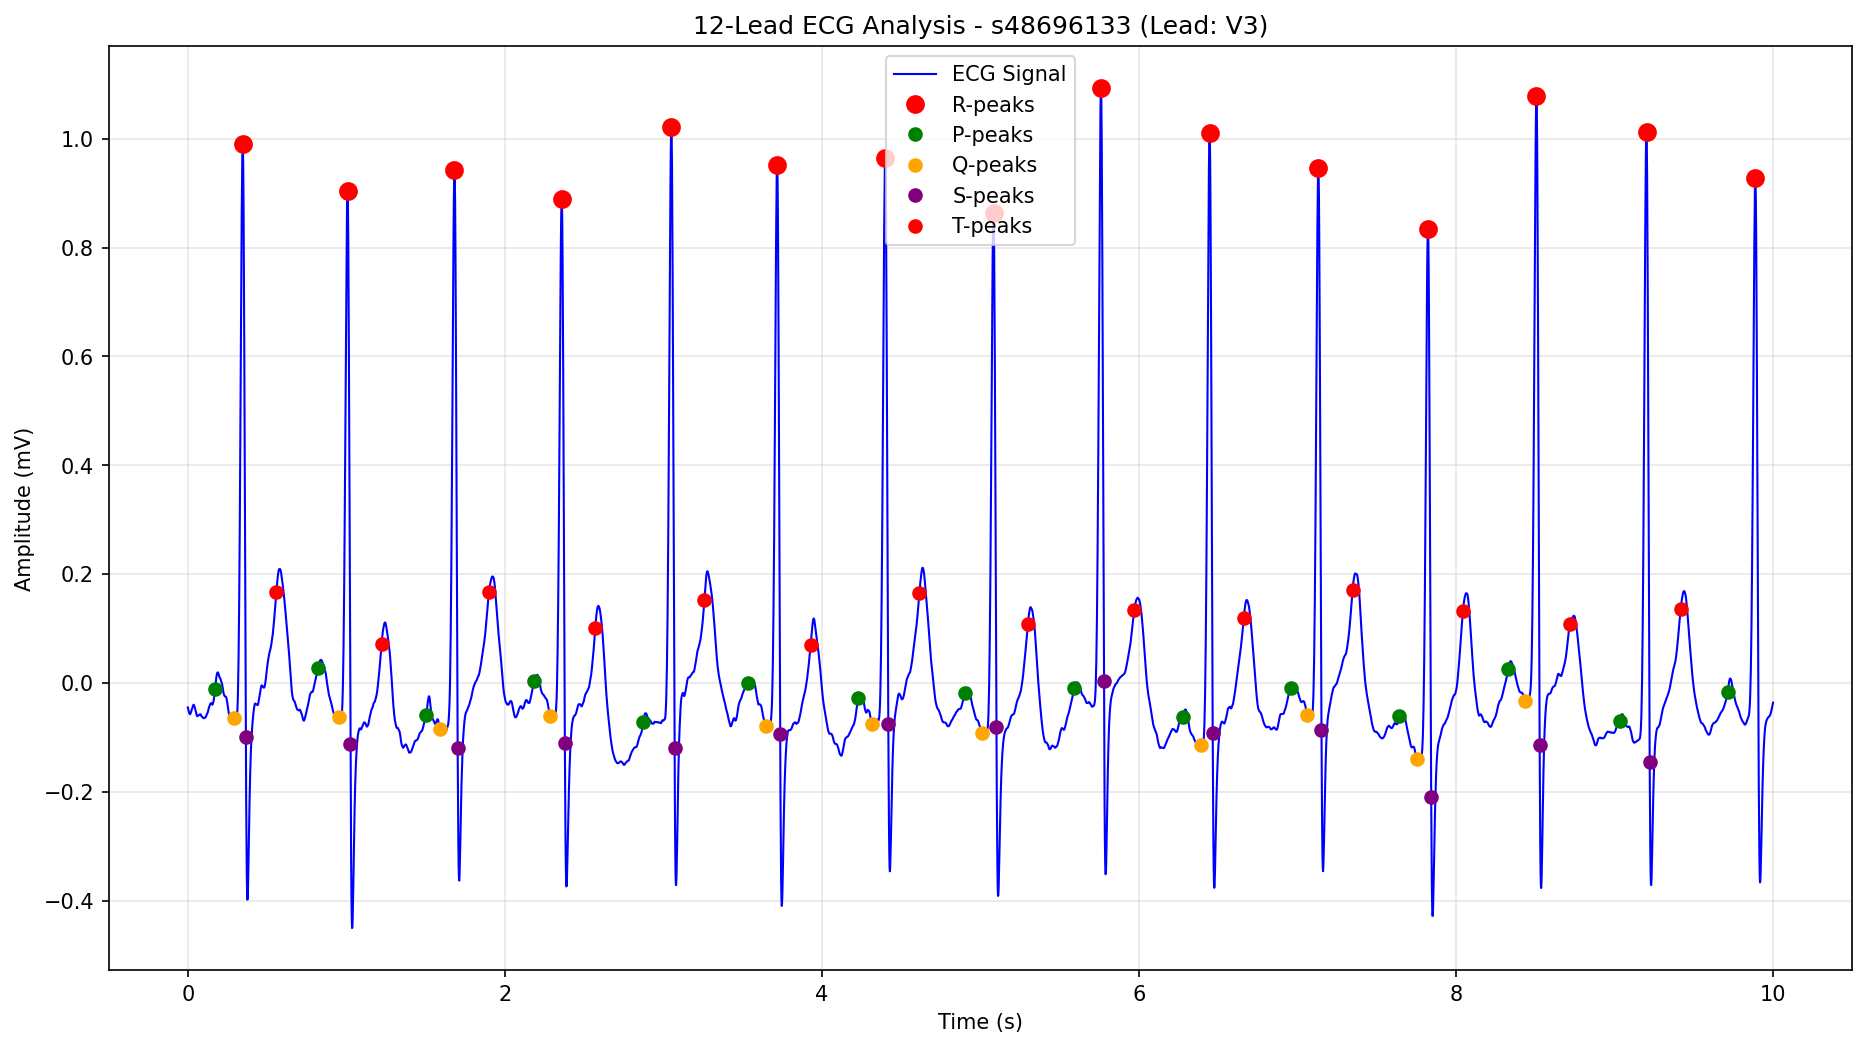 12-Lead ECG Analysis - s48696133 (Lead: V3)
ECG Signal
R-peaks
P-peaks
Q-peaks
S-peaks
T-peaks
Amplitude (mV)
1.0
0.8
0.6
0.4
0.2
0.0
−0.2
−0.4
0 2 4 6 8 10
Time (s)